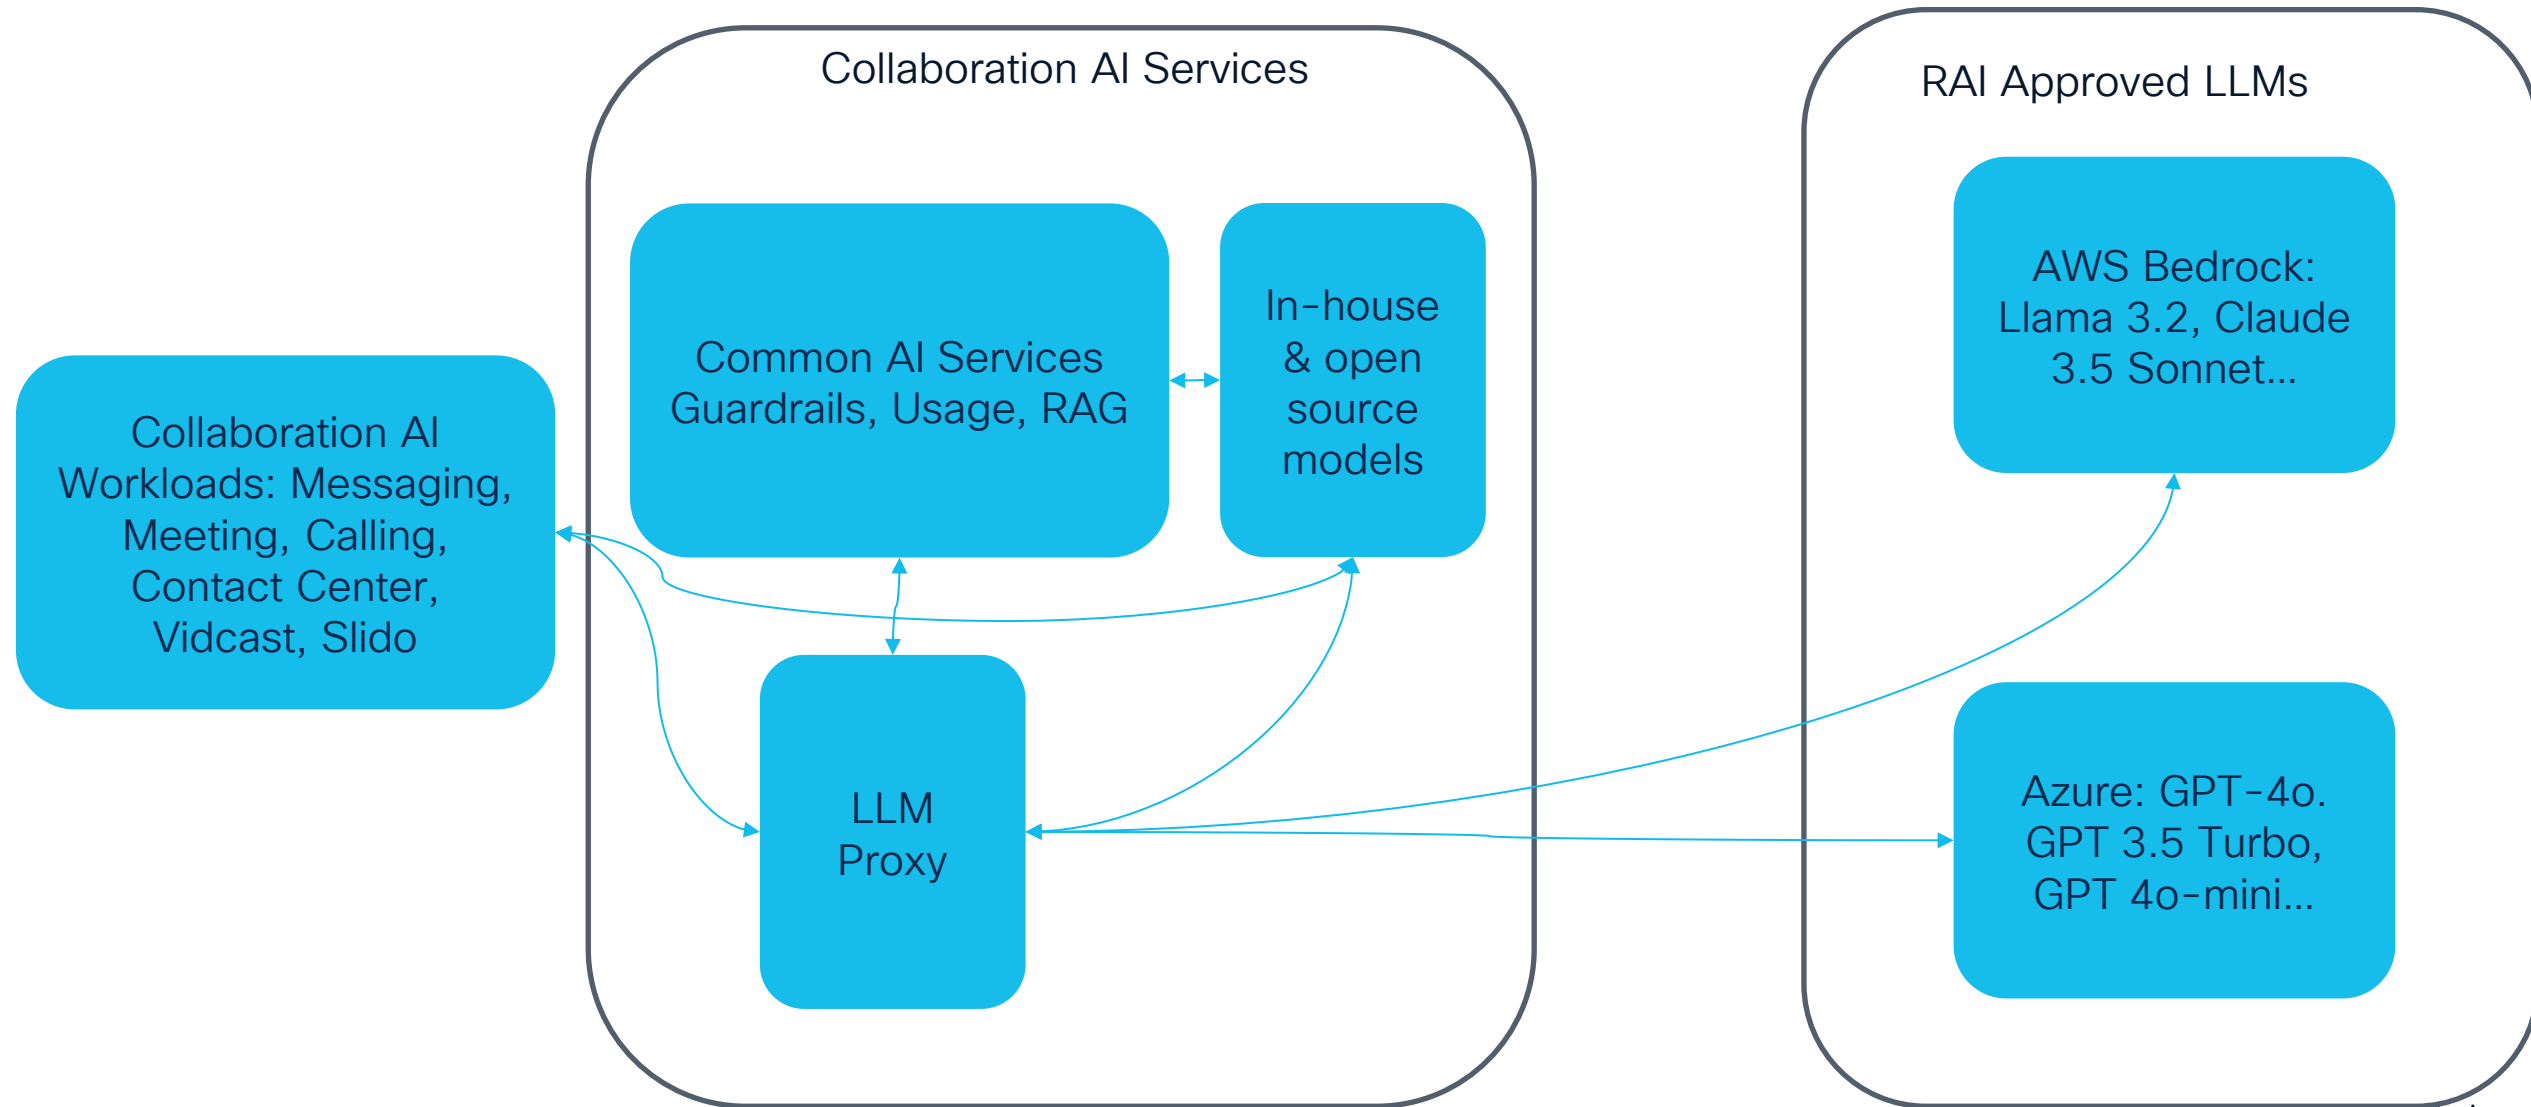 Collaboration AI Services
RAI Approved LLMs
Collaboration AI
Workloads: Messaging,
Meeting, Calling,
Contact Center,
Vidcast, Slido
Common AI Services
Guardrails, Usage, RAG
In-house
& open
source
models
LLM
Proxy
AWS Bedrock:
Llama 3.2, Claude
3.5 Sonnet...
Azure: GPT-4o.
GPT 3.5 Turbo,
GPT 4o-mini...